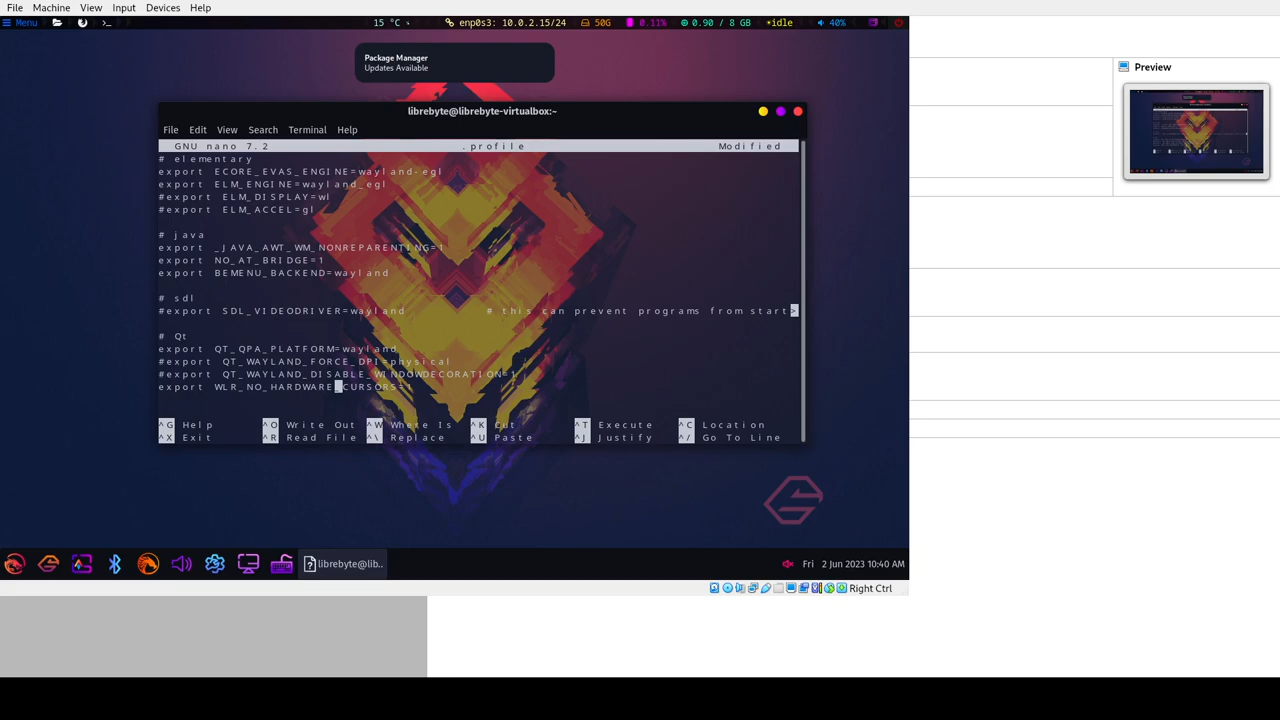 File Machine View Input Devices Help
Menu >_ 15 °C enp0s3: 10.0.2.15/24 50G 0.11% 0.90 / 8 GB idle 40%
Package Manager
Updates Available
Preview
librebyte@librebyte-virtualbox:~
File Edit View Search Terminal Help
GNU nano 7.2 .profile Modified
# elementary
export ECORE_EVAS_ENGINE=wayland-egl
export ELM_ENGINE=wayland_egl
#export ELM_DISPLAY=wl
#export ELM_ACCEL=gl
# java
export _JAVA_AWT_WM_NONREPARENTING=1
export NO_AT_BRIDGE=1
export BEMENU_BACKEND=wayland
# sdl
#export SDL_VIDEODRIVER=wayland # this can prevent programs from start>
# Qt
export QT_QPA_PLATFORM=wayland
#export QT_WAYLAND_FORCE_DPI=physical
#export QT_WAYLAND_DISABLE_WINDOWDECORATION=1
export WLR_NO_HARDWARE_CURSORS=1
^G Help ^O Write Out ^W Where Is ^K Cut ^T Execute ^C Location
^X Exit ^R Read File ^\ Replace ^U Paste ^J Justify ^/ Go To Line
librebyte@lib.. Fri 2 Jun 2023 10:40 AM
Right Ctrl